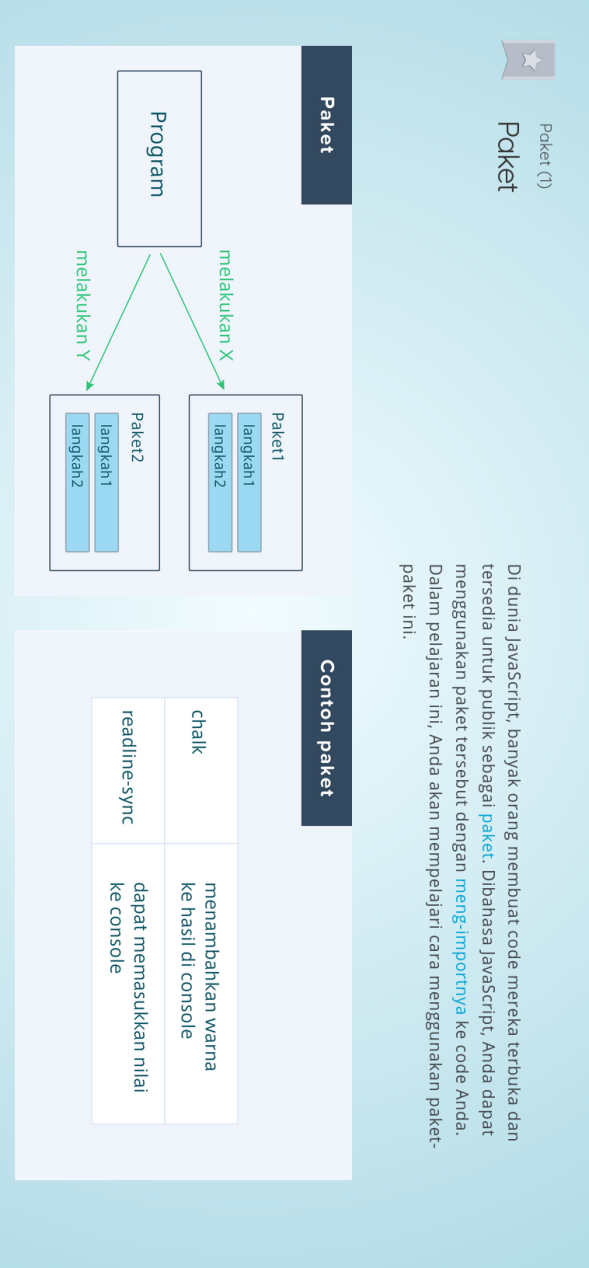 Paket (1)
Paket
Di dunia JavaScript, banyak orang membuat code mereka terbuka dan
tersedia untuk publik sebagai paket. Dibahasa JavaScript, Anda dapat
menggunakan paket tersebut dengan meng-importnya ke code Anda.
Dalam pelajaran ini, Anda akan mempelajari cara menggunakan paket-
paket ini.
Paket
Program
melakukan X
melakukan Y
Paket1
langkah1
langkah2
Paket2
langkah1
langkah2
Contoh paket
chalk
menambahkan warna
ke hasil di console
readline-sync
dapat memasukkan nilai
ke console